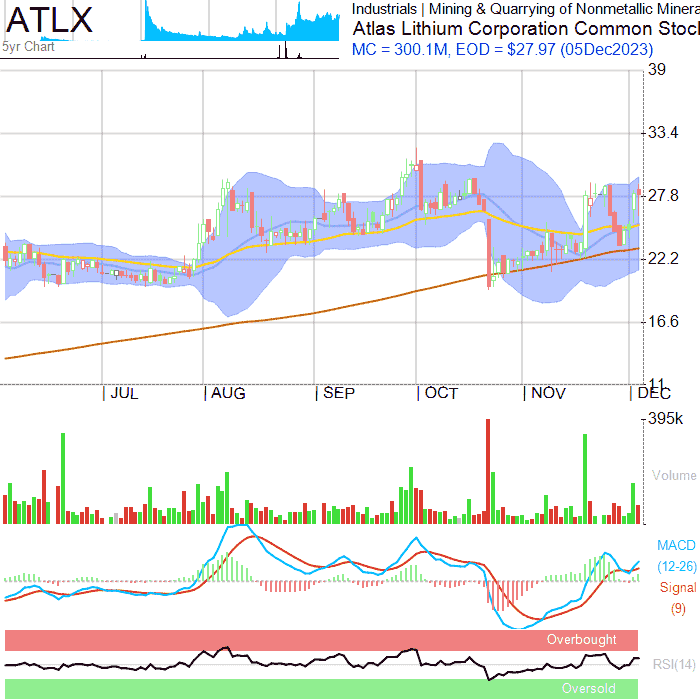 ATLX
5yr Chart
Industrials | Mining & Quarrying of Nonmetallic Minera
Atlas Lithium Corporation Common Stoc
MC = 300.1M, EOD = $27.97 (05Dec2023)
39
33.4
27.8
22.2
16.6
11
JUL AUG SEP OCT NOV DEC
395k
Volume
MACD
(12-26)
Signal
(9)
Overbought
RSI(14)
Oversold